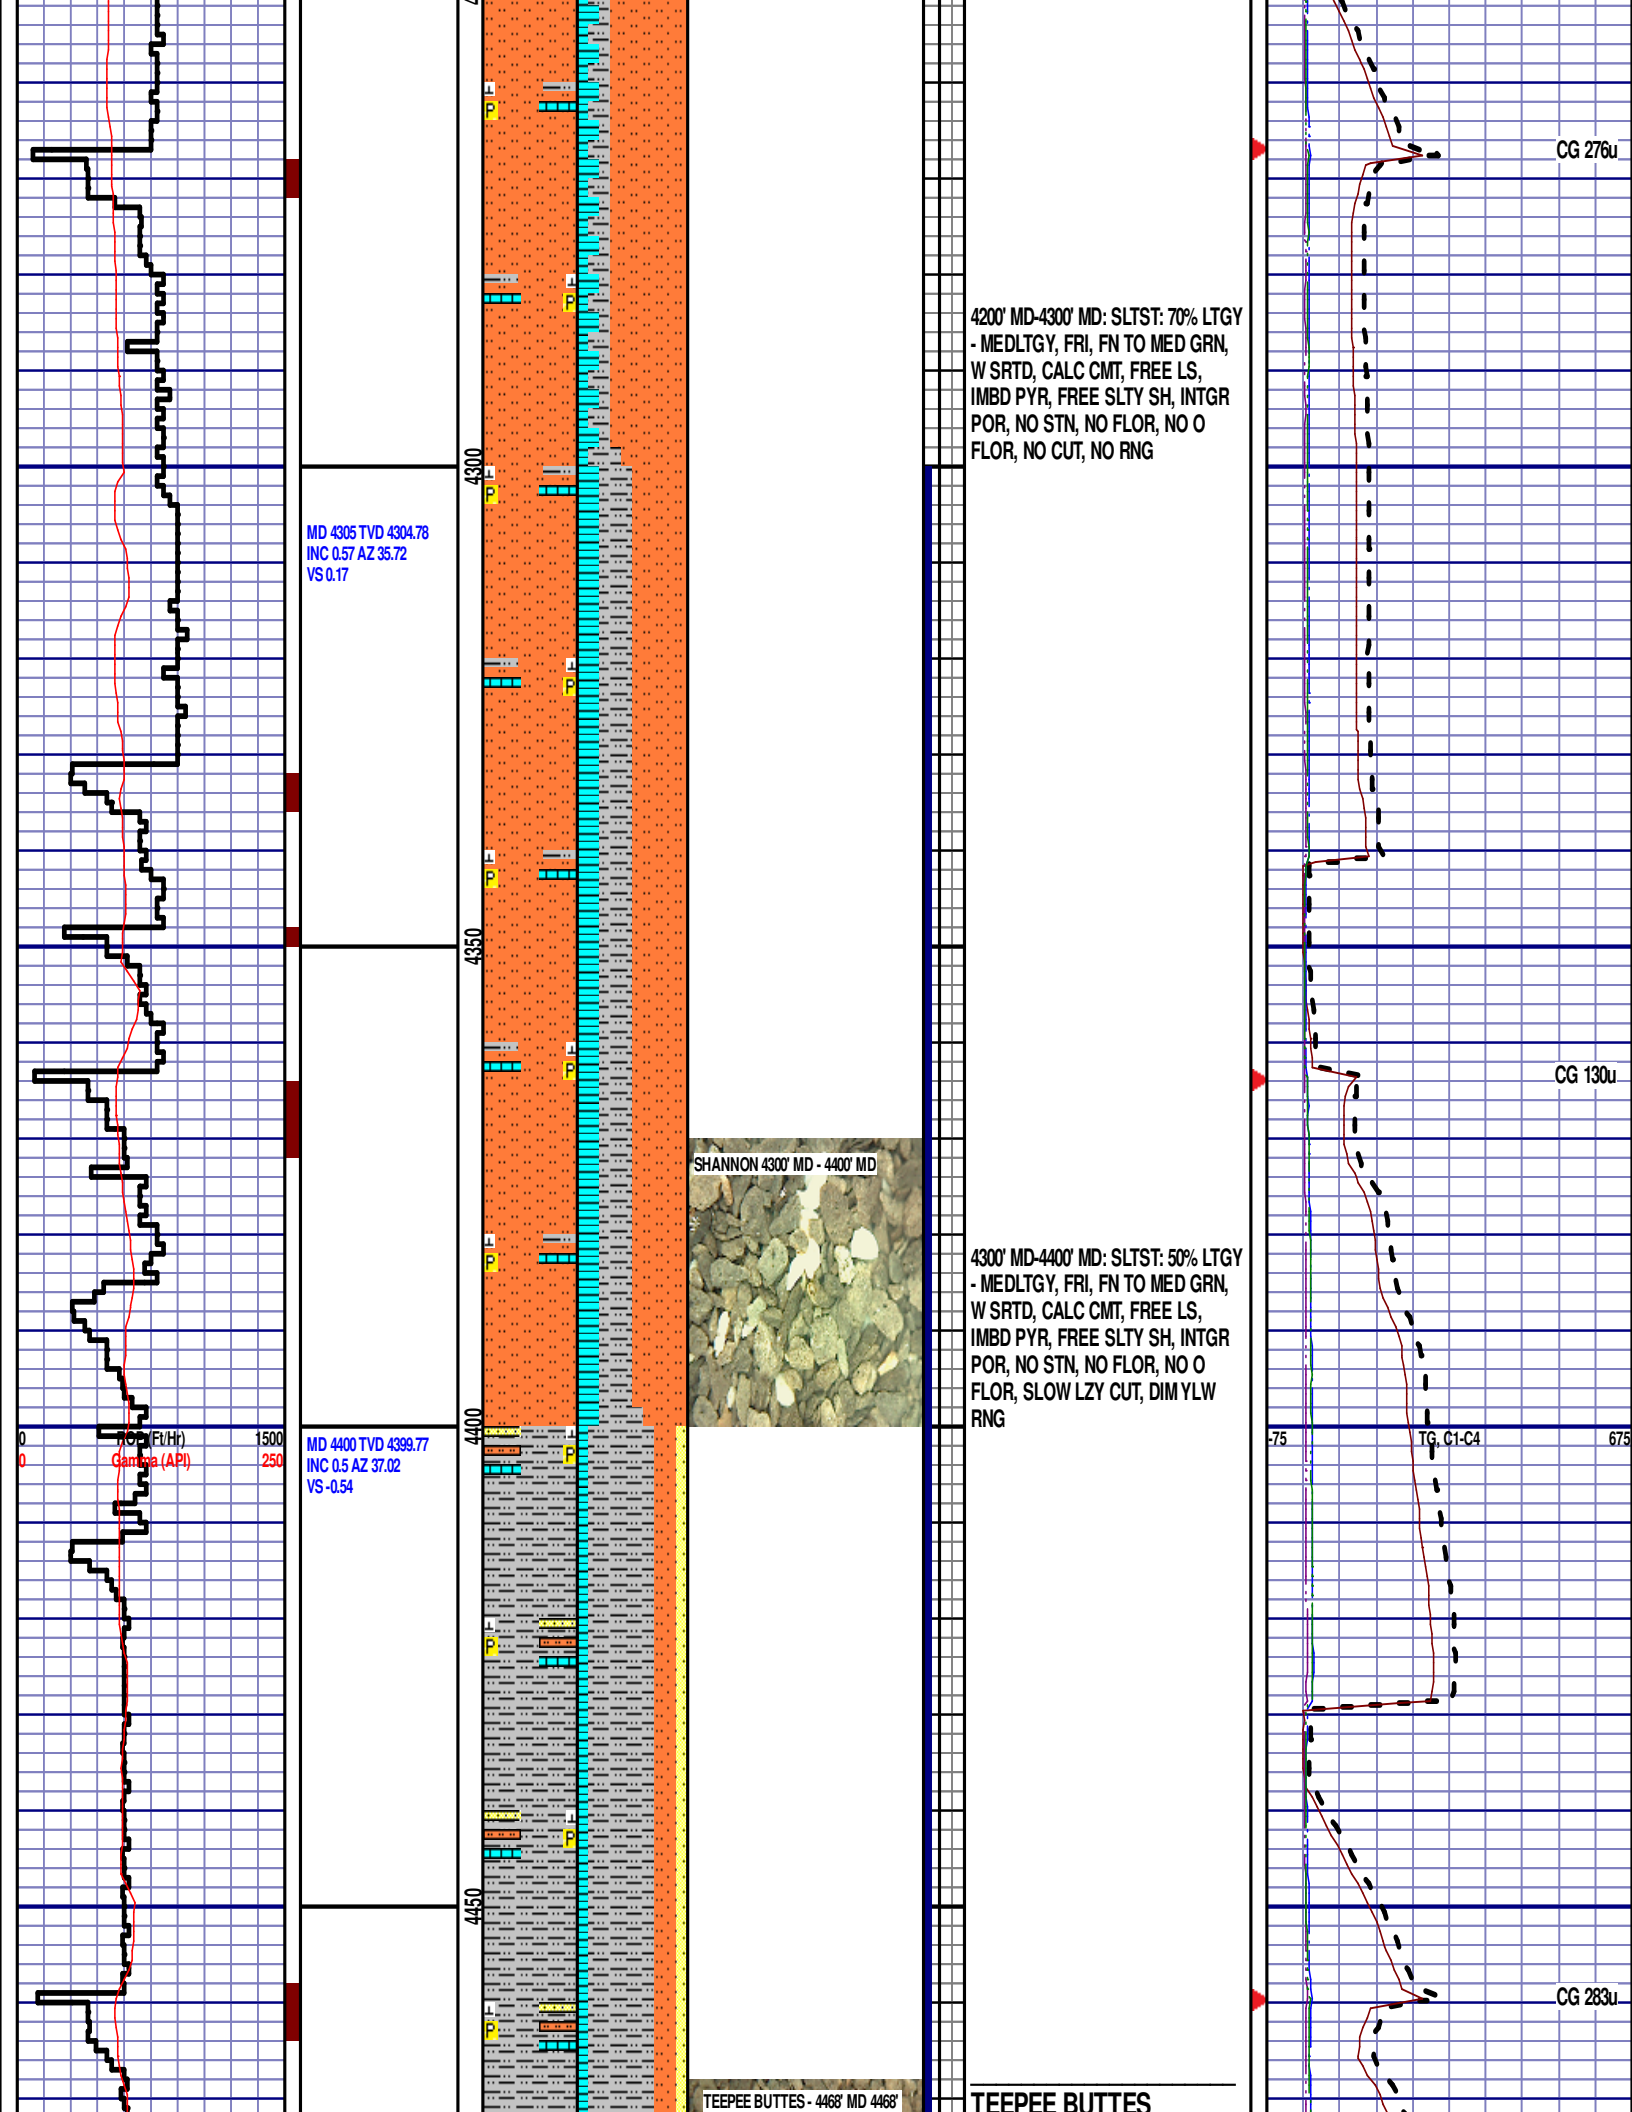 CG 276u
4200' MD-4300' MD: SLTST: 70% LTGY
- MEDLTGY, FRI, FN TO MED GRN,
W SRTD, CALC CMT, FREE LS,
IMBD PYR, FREE SLTY SH, INTGR
POR, NO STN, NO FLOR, NO O
FLOR, NO CUT, NO RNG
4300
MD 4305 TVD 4304.78
INC 0.57 AZ 35.72
VS 0.17
4350
CG 130u
SHANNON 4300' MD - 4400' MD
4300' MD-4400' MD: SLTST: 50% LTGY
- MEDLTGY, FRI, FN TO MED GRN,
W SRTD, CALC CMT, FREE LS,
IMBD PYR, FREE SLTY SH, INTGR
POR, NO STN, NO FLOR, NO O
FLOR, SLOW LZY CUT, DIM YLW
RNG
4400
0 ROP (Ft/Hr) 1500
0 Gamma (API) 250
MD 4400 TVD 4399.77
INC 0.5 AZ 37.02
VS -0.54
-75 TG, C1-C4 675
4450
CG 283u
TEEPEE BUTTES - 4468' MD 4468'
TEEPEE BUTTES
P
P
P
P
P
P
P
P
P
P
P